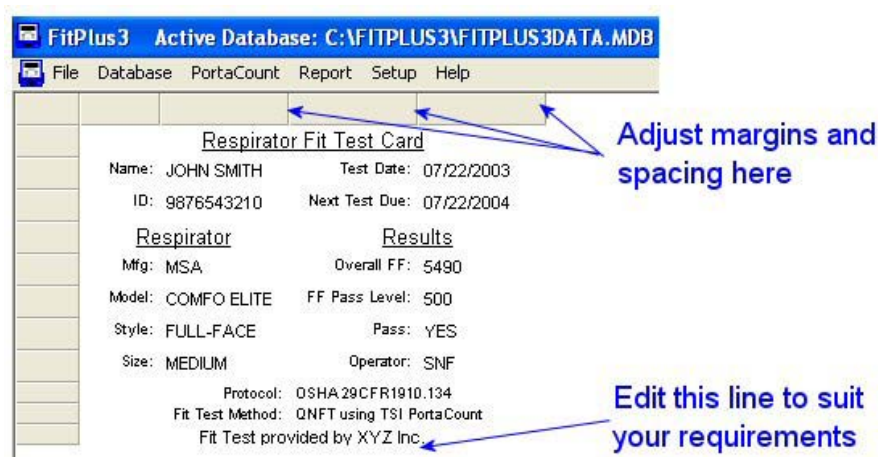 FitPlus3 Active Database: C:\FITPLUS3\FITPLUS3DATA.MDB
File Database PortaCount Report Setup Help
Respirator Fit Test Card
Name: JOHN SMITH Test Date: 07/22/2003
ID: 9876543210 Next Test Due: 07/22/2004
Respirator Results
Mfg: MSA Overall FF: 5490
Model: COMFO ELITE FF Pass Level: 500
Style: FULL-FACE Pass: YES
Size: MEDIUM Operator: SNF
Protocol: OSHA 29CFR1910.134
Fit Test Method: QNFT using TSI PortaCount
Fit Test provided by XYZ Inc.
Adjust margins and
spacing here
Edit this line to suit
your requirements